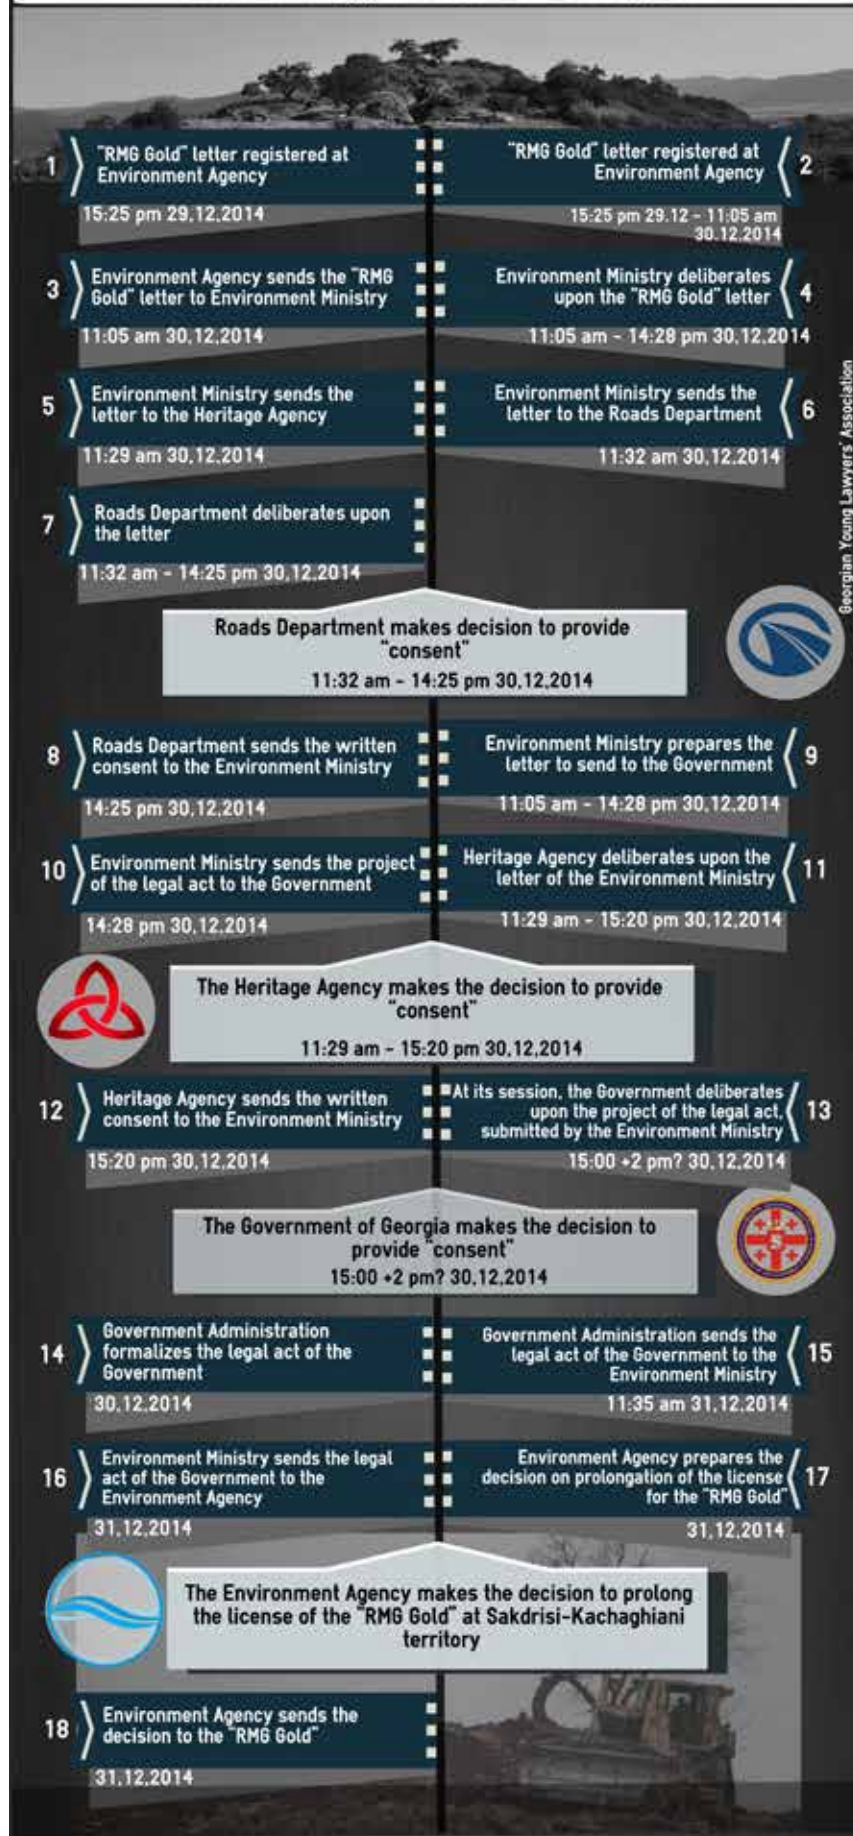 1
"RMG Gold" letter registered at
Environment Agency
15:25 pm 29.12.2014
2
"RMG Gold" letter registered at
Environment Agency
15:25 pm 29.12 - 11:05 am
30.12.2014
3
Environment Agency sends the "RMG
Gold" letter to Environment Ministry
11:05 am 30.12.2014
4
Environment Ministry deliberates
upon the "RMG Gold" letter
11:05 am - 14:28 pm 30.12.2014
5
Environment Ministry sends the
letter to the Heritage Agency
11:29 am 30.12.2014
6
Environment Ministry sends the
letter to the Roads Department
11:32 am 30.12.2014
Georgian Young Lawyers' Association
7
Roads Department deliberates upon
the letter
11:32 am - 14:25 pm 30.12.2014
Roads Department makes decision to provide
"consent"
11:32 am - 14:25 pm 30.12.2014
8
Roads Department sends the written
consent to the Environment Ministry
14:25 pm 30.12.2014
9
Environment Ministry prepares the
letter to send to the Government
11:05 am - 14:28 pm 30.12.2014
10
Environment Ministry sends the project
of the legal act to the Government
14:28 pm 30.12.2014
11
Heritage Agency deliberates upon the
letter of the Environment Ministry
11:29 am - 15:20 pm 30.12.2014
The Heritage Agency makes the decision to provide
"consent"
11:29 am - 15:20 pm 30.12.2014
12
Heritage Agency sends the written
consent to the Environment Ministry
15:20 pm 30.12.2014
13
At its session, the Government deliberates
upon the project of the legal act,
submitted by the Environment Ministry
15:00 +2 pm? 30.12.2014
The Government of Georgia makes the decision to
provide "consent"
15:00 +2 pm? 30.12.2014
14
Government Administration
formalizes the legal act of the
Government
30.12.2014
15
Government Administration sends the
legal act of the Government to the
Environment Ministry
11:35 am 31.12.2014
16
Environment Ministry sends the legal
act of the Government to the
Environment Agency
31.12.2014
17
Environment Agency prepares the
decision on prolongation of the license
for the "RMG Gold"
31.12.2014
The Environment Agency makes the decision to prolong
the license of the "RMG Gold" at Sakdrisi-Kachaghiani
territory
18
Environment Agency sends the
decision to the "RMG Gold"
31.12.2014